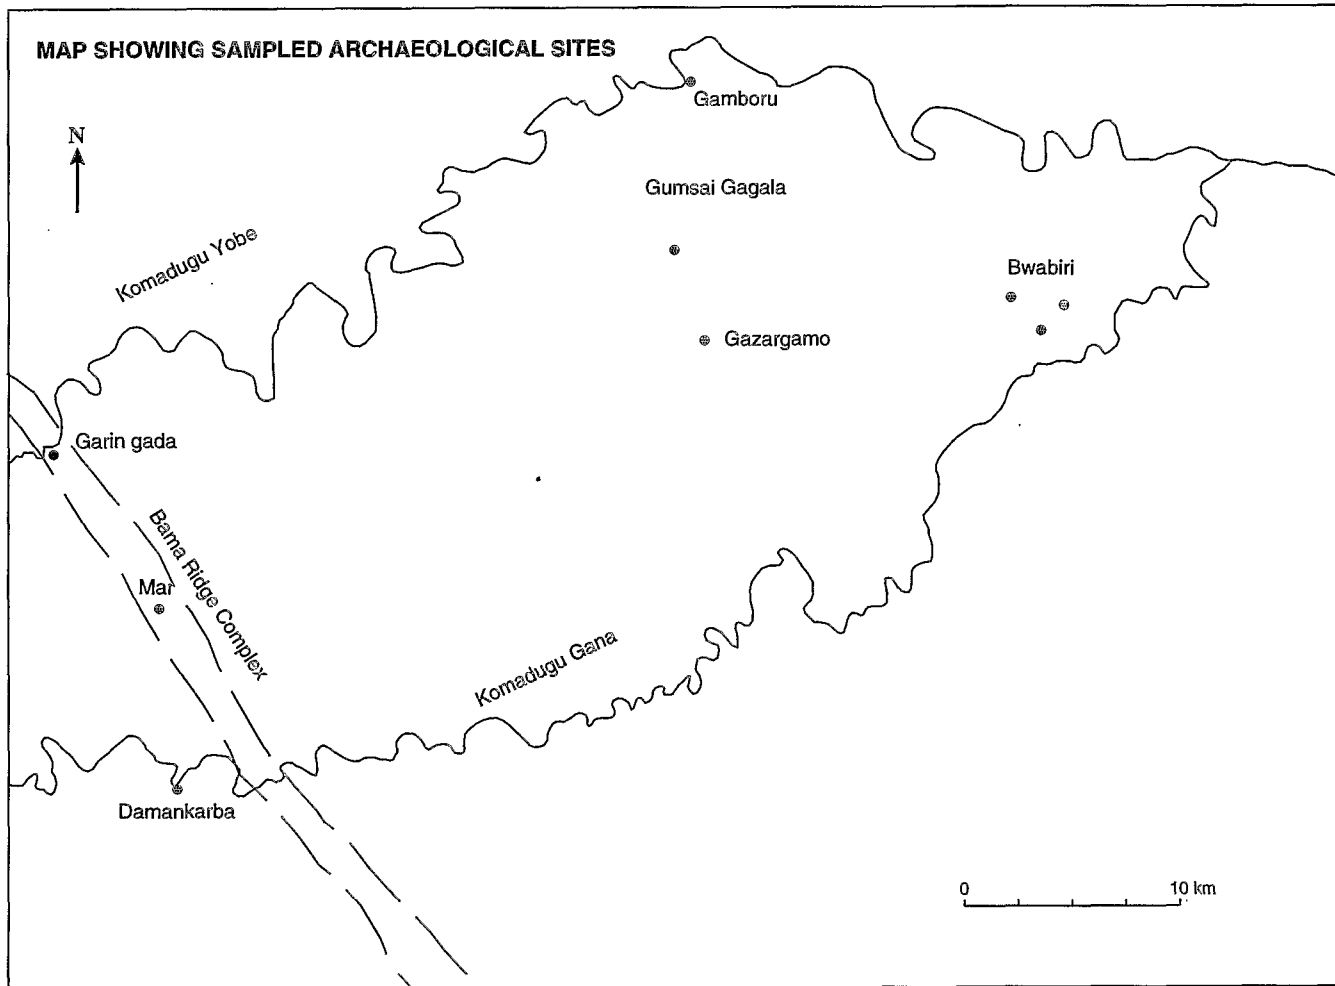 MAP SHOWING SAMPLED ARCHAEOLOGICAL SITES
N
Gamboru
Gumsai Gagala
Komadugu Yobe
Bwabiri
Gazargamo
Garin gada
Bama Ridge Complex
Mar
Komadugu Gana
Damankarba
0 10 km